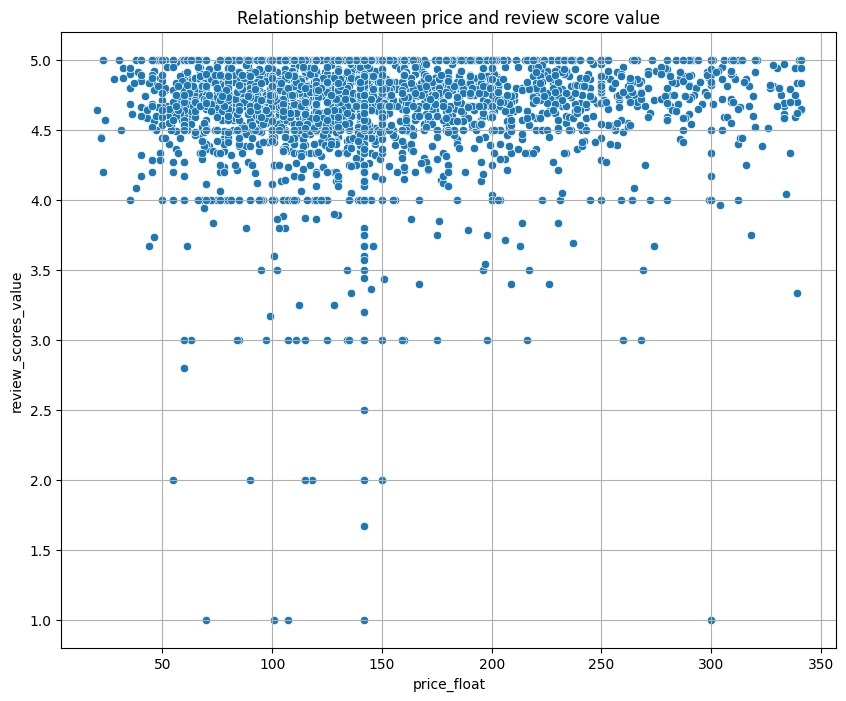 Relationship between price and review score value
5.0
4.5
4.0
3.5
3.0
2.5
2.0
1.5
1.0
review_scores_value
50 100 150 200 250 300 350
price_float